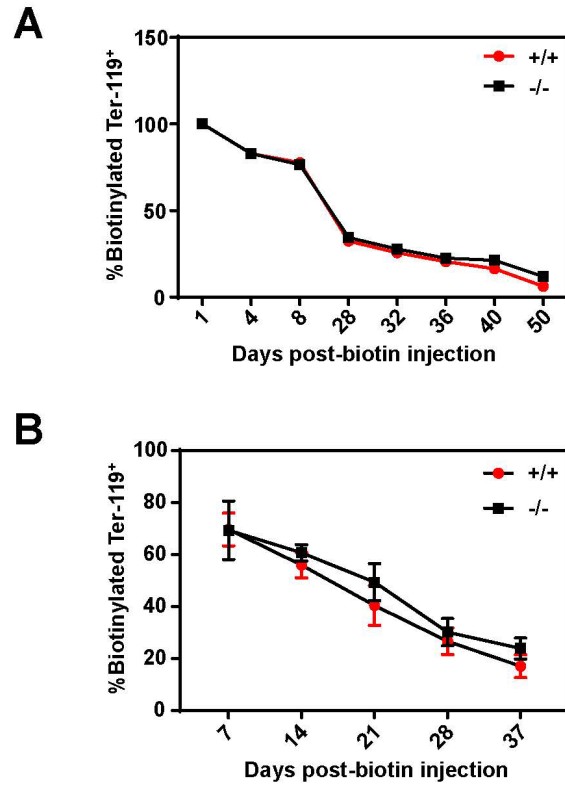 A
%Biotinylated Ter-119⁺
150
100
50
0
+/+
-/-
1 4 8 28 32 36 40 50
Days post-biotin injection
B
%Biotinylated Ter-119⁺
100
80
60
40
20
0
+/+
-/-
7 14 21 28 37
Days post-biotin injection